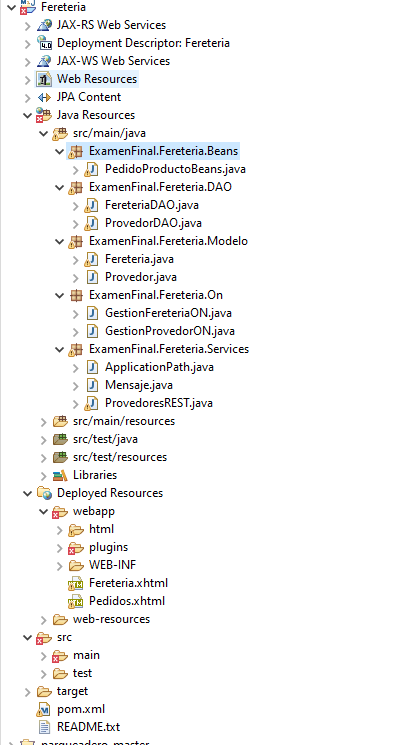 Fereteria
JAX-RS Web Services
Deployment Descriptor: Fereteria
JAX-WS Web Services
Web Resources
JPA Content
Java Resources
src/main/java
ExamenFinal.Fereteria.Beans
PedidoProductoBeans.java
ExamenFinal.Fereteria.DAO
FereteriaDAO.java
ProvedorDAO.java
ExamenFinal.Fereteria.Modelo
Fereteria.java
Provedor.java
ExamenFinal.Fereteria.On
GestionFereteriaON.java
GestionProvedorON.java
ExamenFinal.Fereteria.Services
ApplicationPath.java
Mensaje.java
ProvedoresREST.java
src/main/resources
src/test/java
src/test/resources
Libraries
Deployed Resources
webapp
html
plugins
WEB-INF
Fereteria.xhtml
Pedidos.xhtml
web-resources
src
main
test
target
pom.xml
README.txt